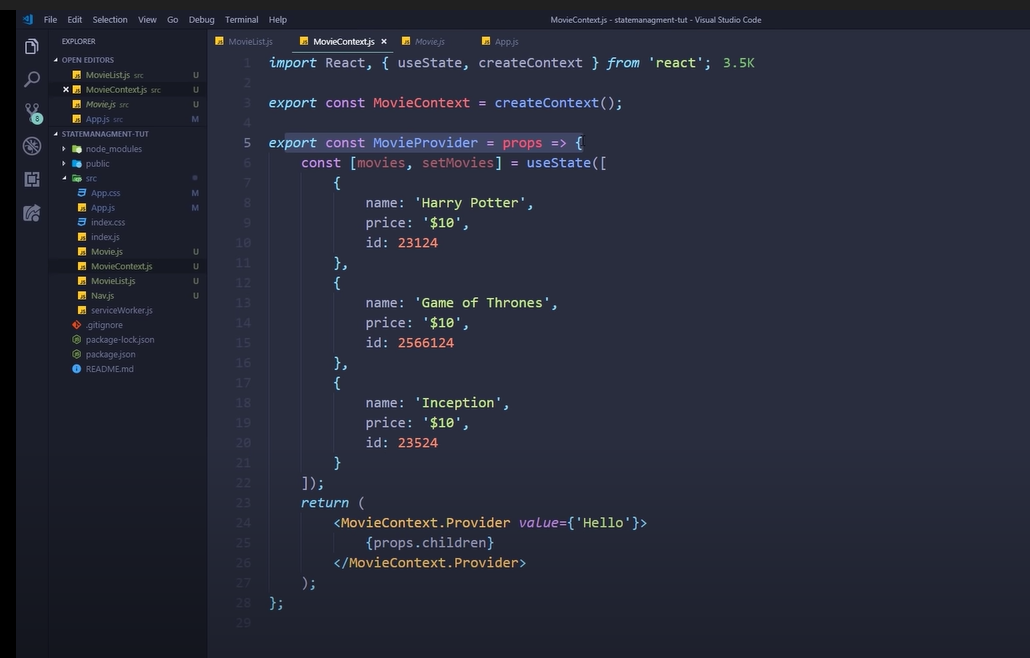 File Edit Selection View Go Debug Terminal Help
MovieContext.js - statemanagment-tut - Visual Studio Code
EXPLORER
OPEN EDITORS
MovieList.js src U
MovieContext.js src U
Movie.js src U
App.js src M
8
STATEMANAGMENT-TUT
node_modules
public
src
App.css M
App.js M
index.css
index.js
Movie.js U
MovieContext.js U
MovieList.js U
Nav.js U
serviceWorker.js
.gitignore
package-lock.json
package.json
README.md
MovieList.js MovieContext.js Movie.js App.js
1 import React, { useState, createContext } from 'react'; 3.5K
2
3 export const MovieContext = createContext();
4
5 export const MovieProvider = props => {
6 const [movies, setMovies] = useState([
7 {
8 name: 'Harry Potter',
9 price: '$10',
10 id: 23124
11 },
12 {
13 name: 'Game of Thrones',
14 price: '$10',
15 id: 2566124
16 },
17 {
18 name: 'Inception',
19 price: '$10',
20 id: 23524
21 }
22 ]);
23 return (
24 <MovieContext.Provider value={'Hello'}>
25 {props.children}
26 </MovieContext.Provider>
27 );
28 };
29